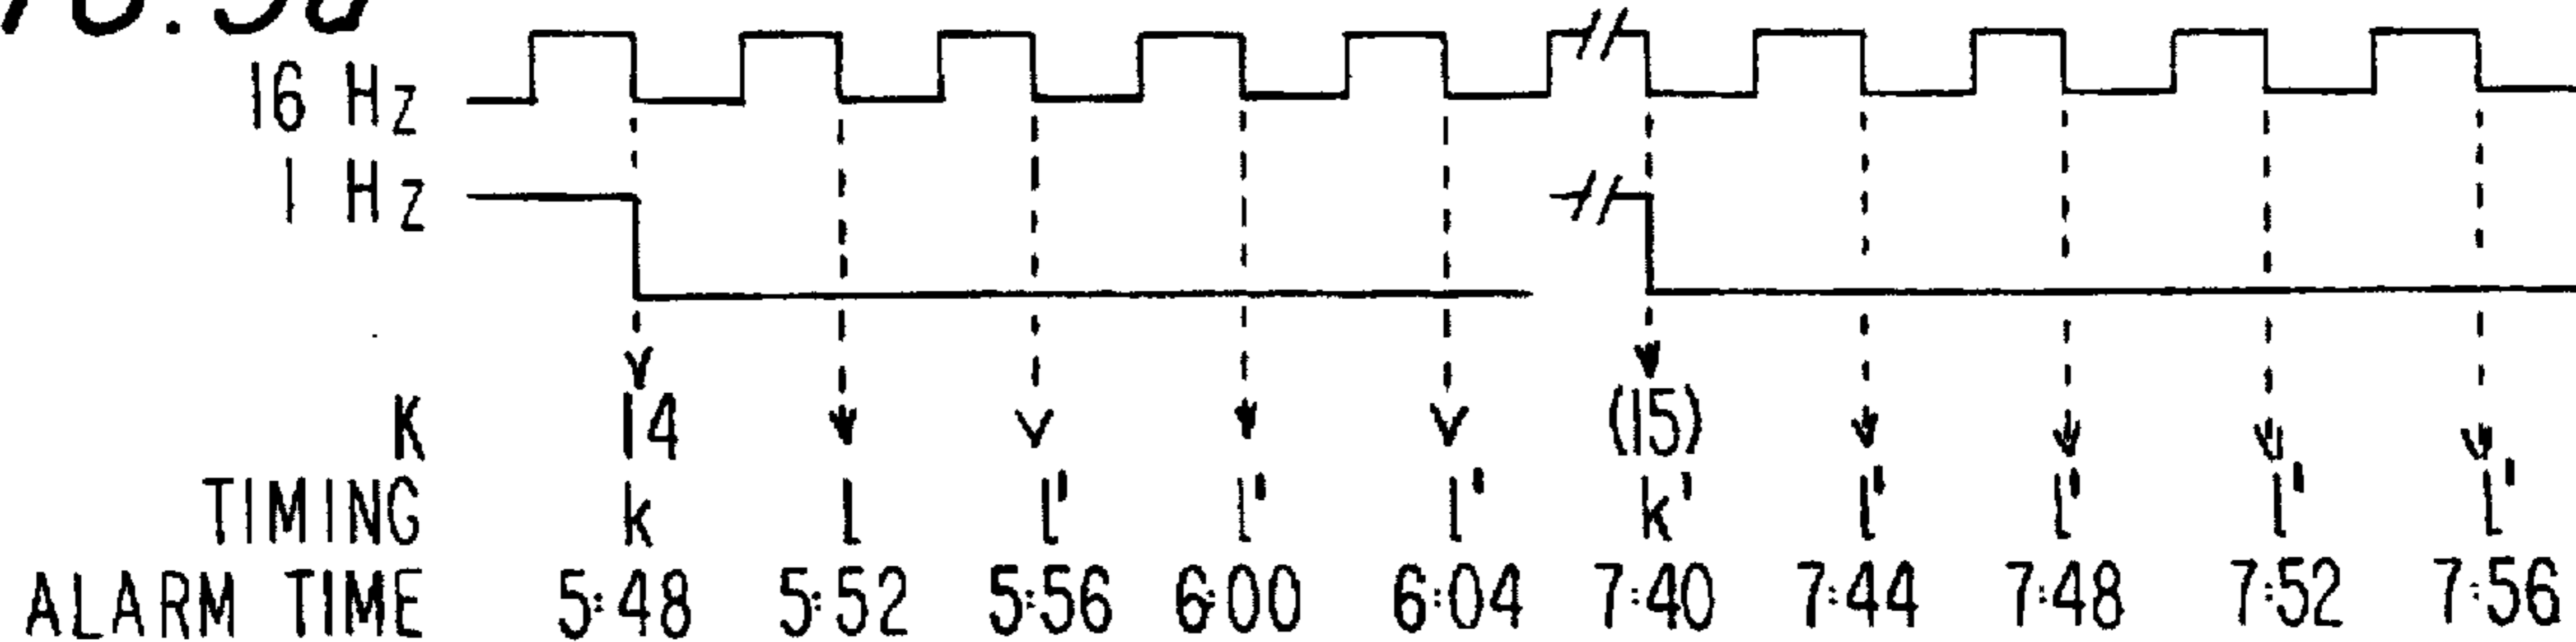 16 Hz
1 Hz
K 14 (15)
TIMING k l l' l' l' k' l' l' l' l'
ALARM TIME 5:48 5:52 5:56 6:00 6:04 7:40 7:44 7:48 7:52 7:56